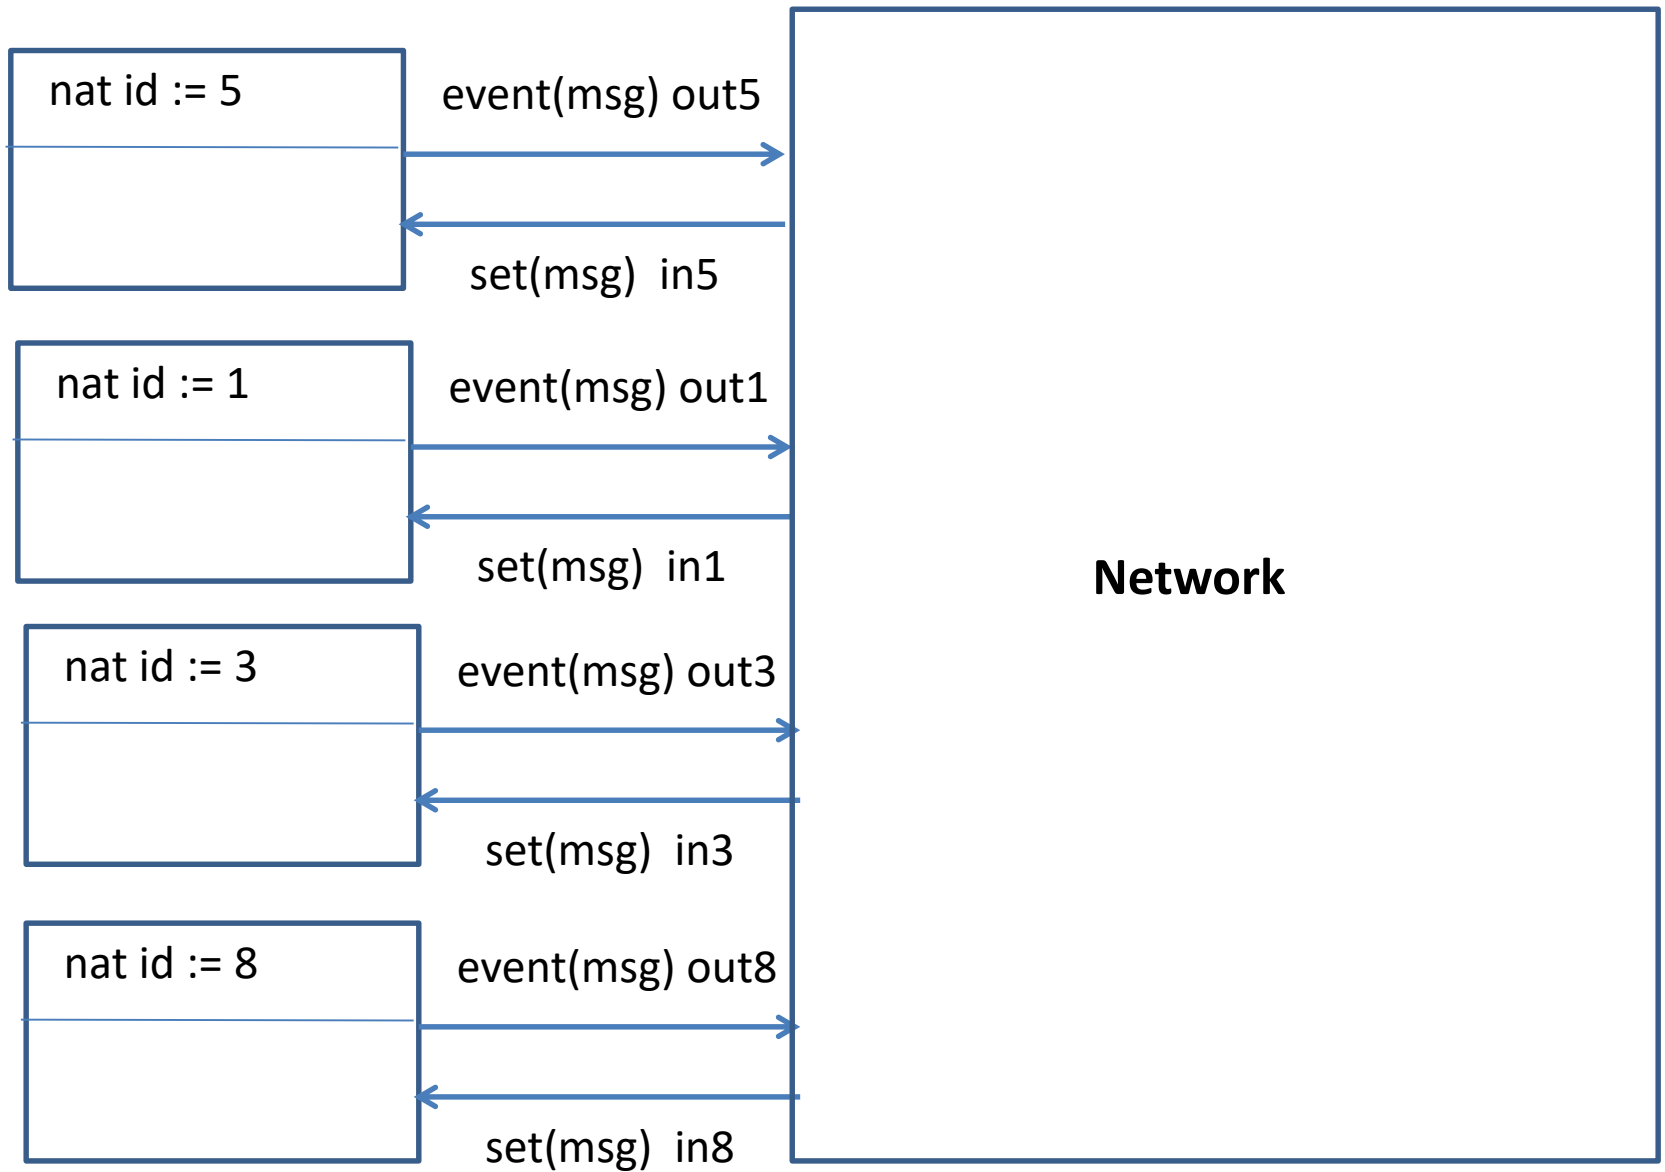 nat id := 5
event(msg) out5
set(msg)  in5
nat id := 1
event(msg) out1
set(msg)  in1
Network
nat id := 3
event(msg) out3
set(msg)  in3
nat id := 8
event(msg) out8
set(msg)  in8